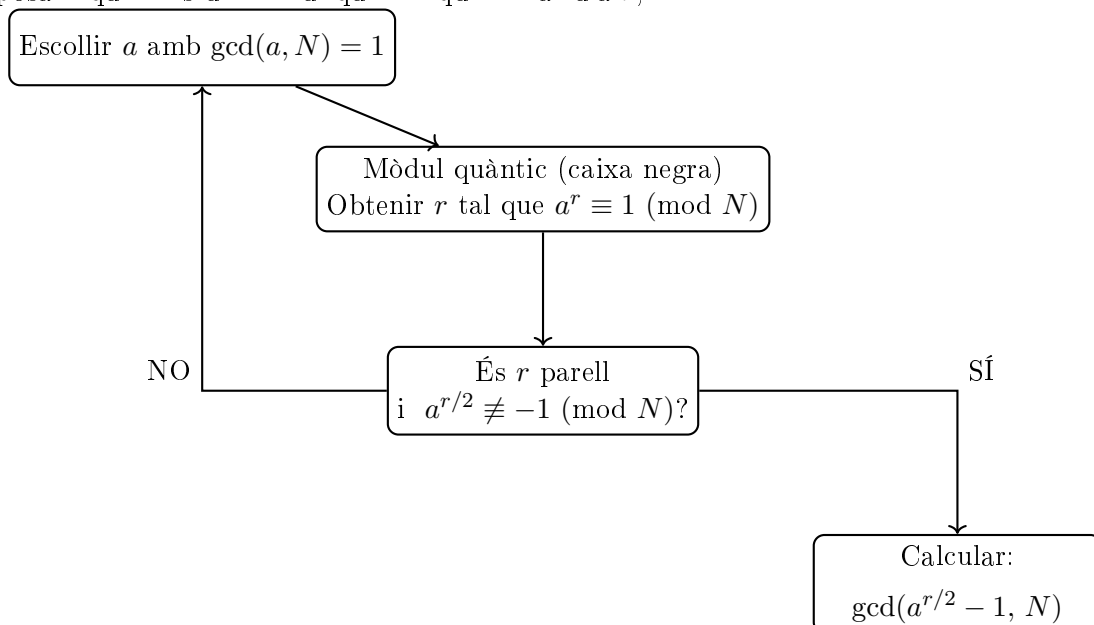 Escollir a amb gcd(a, N) = 1
Mòdul quàntic (caixa negra)
Obtenir r tal que a^r ≡ 1 (mod N)
NO
És r parell
i a^{r/2} ≢ −1 (mod N)?
SÍ
Calcular:
gcd(a^{r/2} − 1, N)